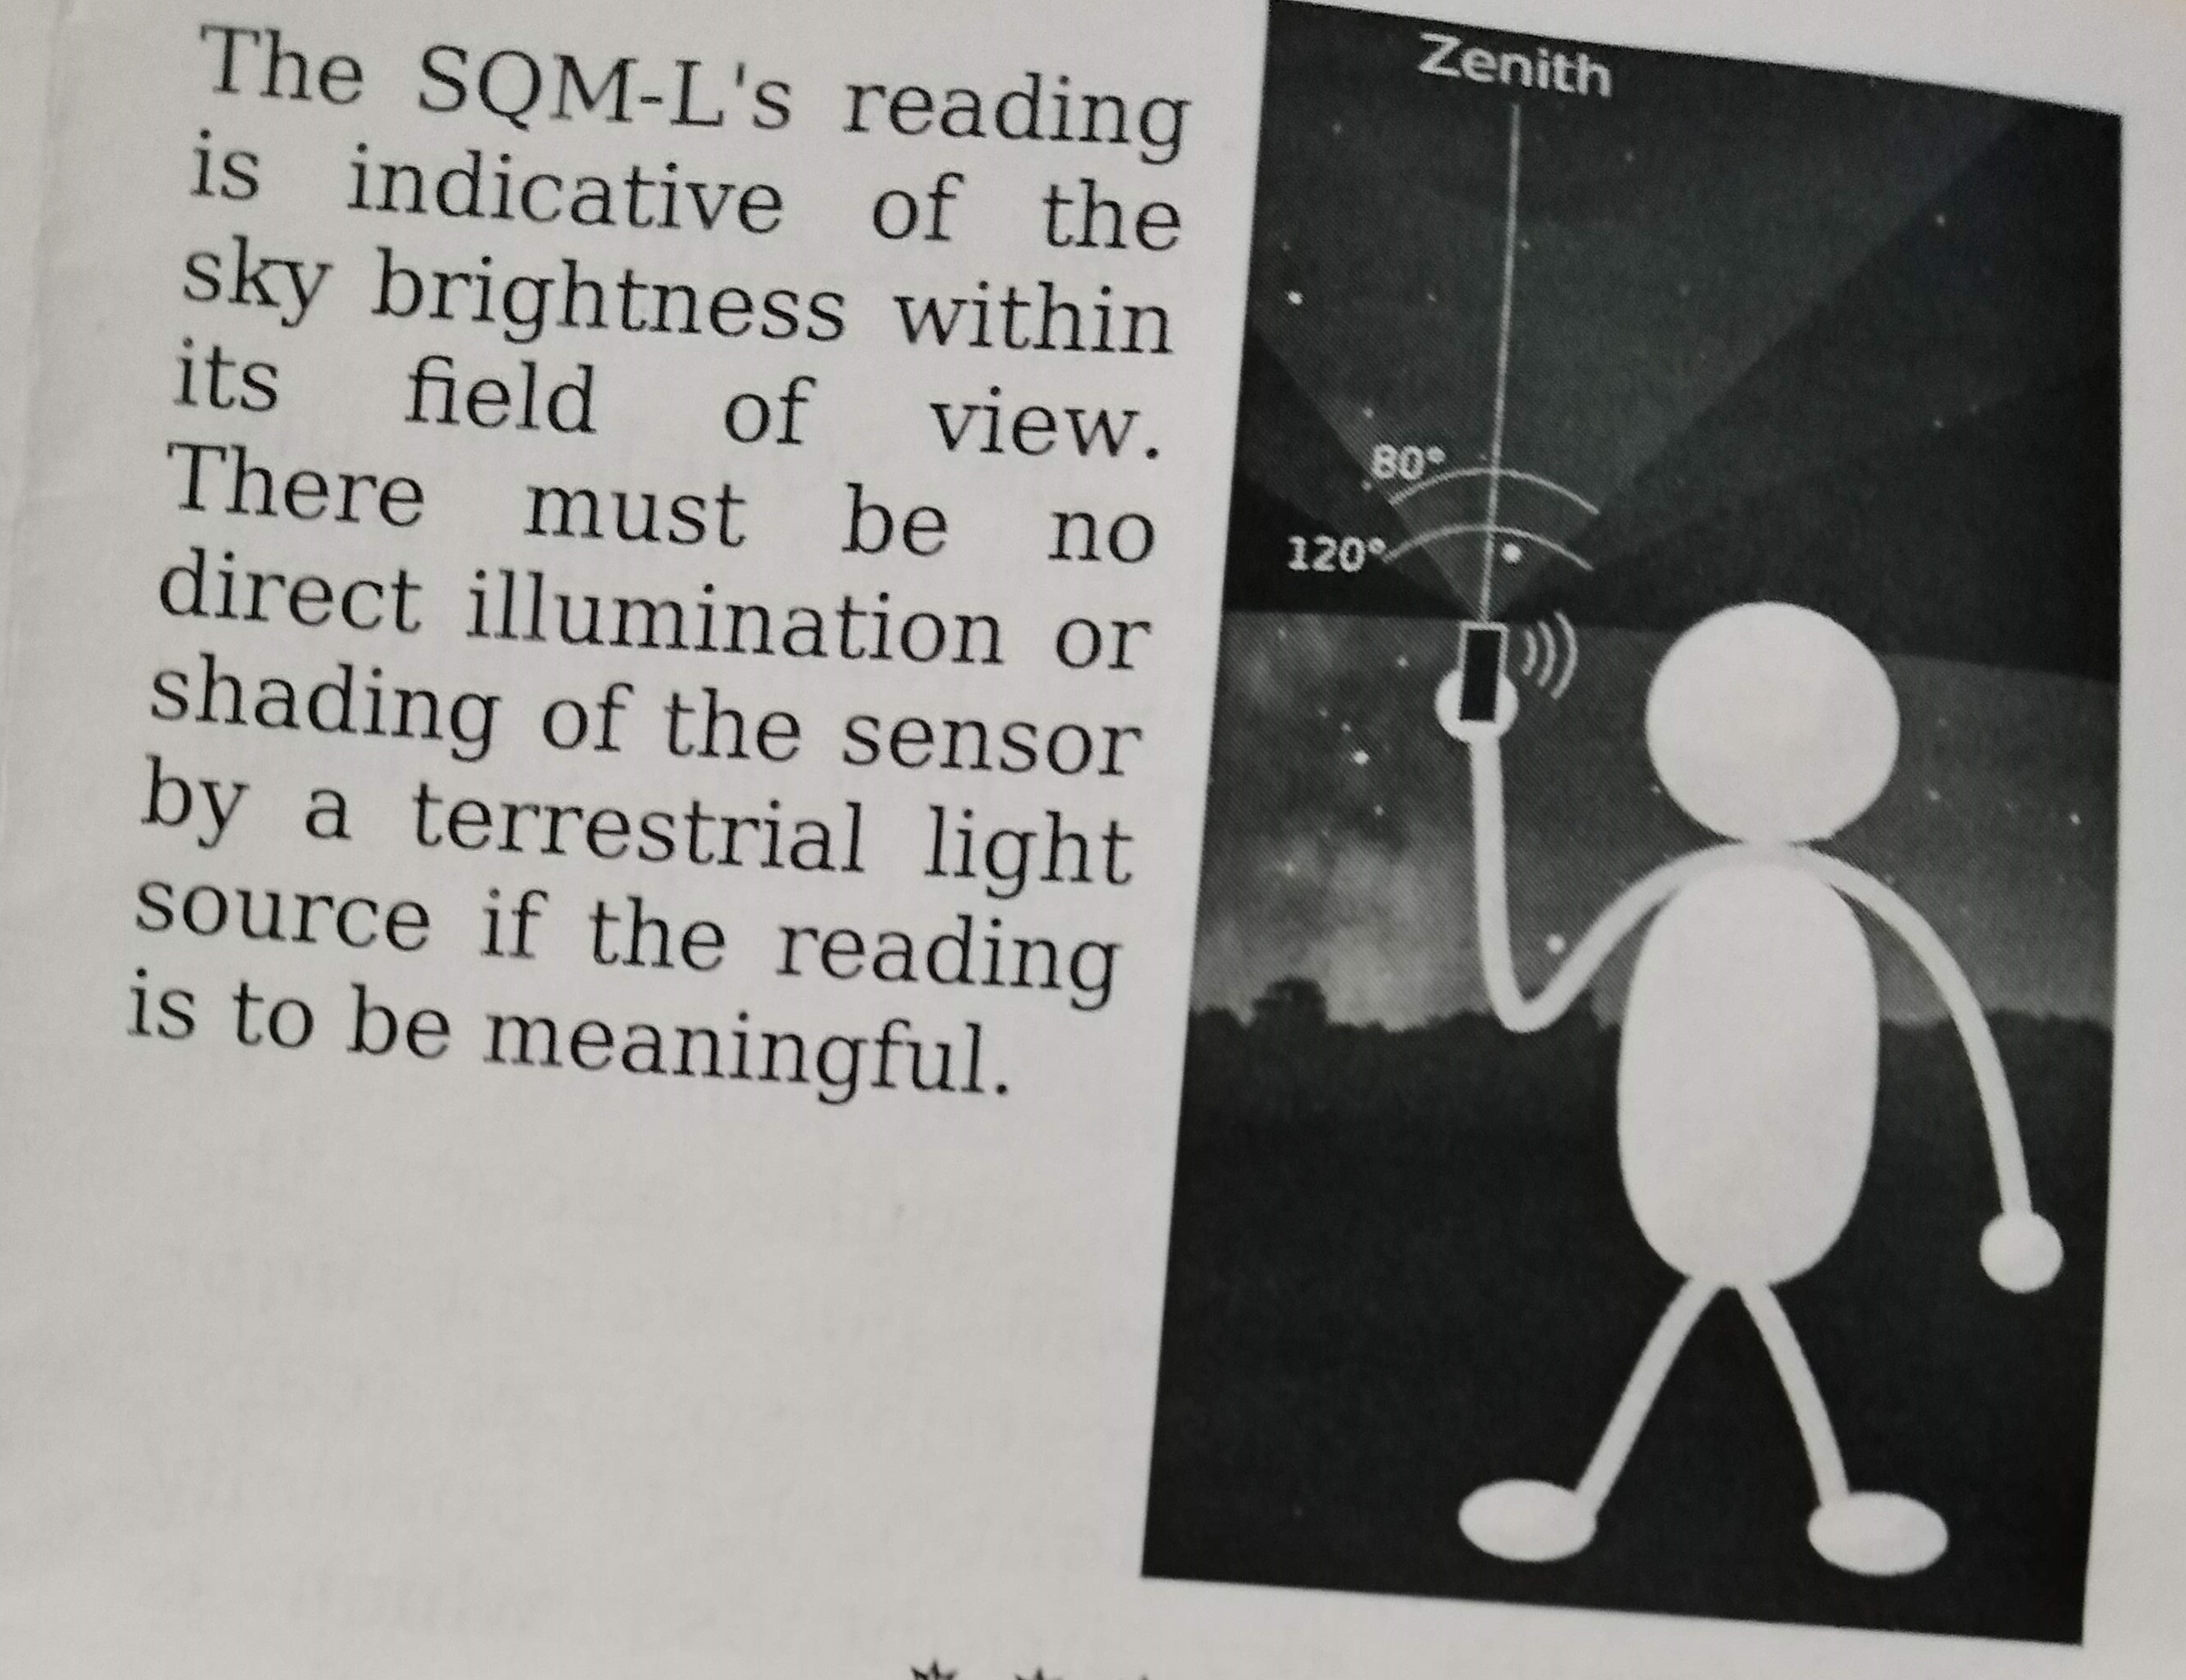 The SQM-L's reading
is indicative of the
sky brightness within
its field of view.
There must be no
direct illumination or
shading of the sensor
by a terrestrial light
source if the reading
is to be meaningful.
Zenith
80°
120°